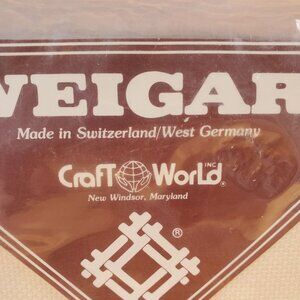 WEIGAR
Made in Switzerland/West Germany
CrafT World INC ®
New Windsor, Maryland
®